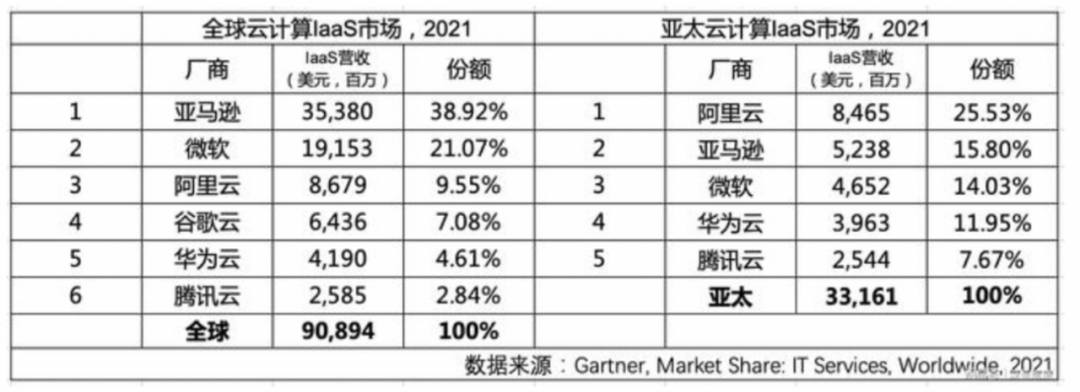 全球云计算IaaS市场，2021 亚太云计算IaaS市场，2021
厂商 IaaS营收（美元，百万） 份额 厂商 IaaS营收（美元，百万） 份额
1 亚马逊 35,380 38.92% 1 阿里云 8,465 25.53%
2 微软 19,153 21.07% 2 亚马逊 5,238 15.80%
3 阿里云 8,679 9.55% 3 微软 4,652 14.03%
4 谷歌云 6,436 7.08% 4 华为云 3,963 11.95%
5 华为云 4,190 4.61% 5 腾讯云 2,544 7.67%
6 腾讯云 2,585 2.84% 亚太 33,161 100%
全球 90,894 100%
数据来源：Gartner, Market Share: IT Services, Worldwide, 2021